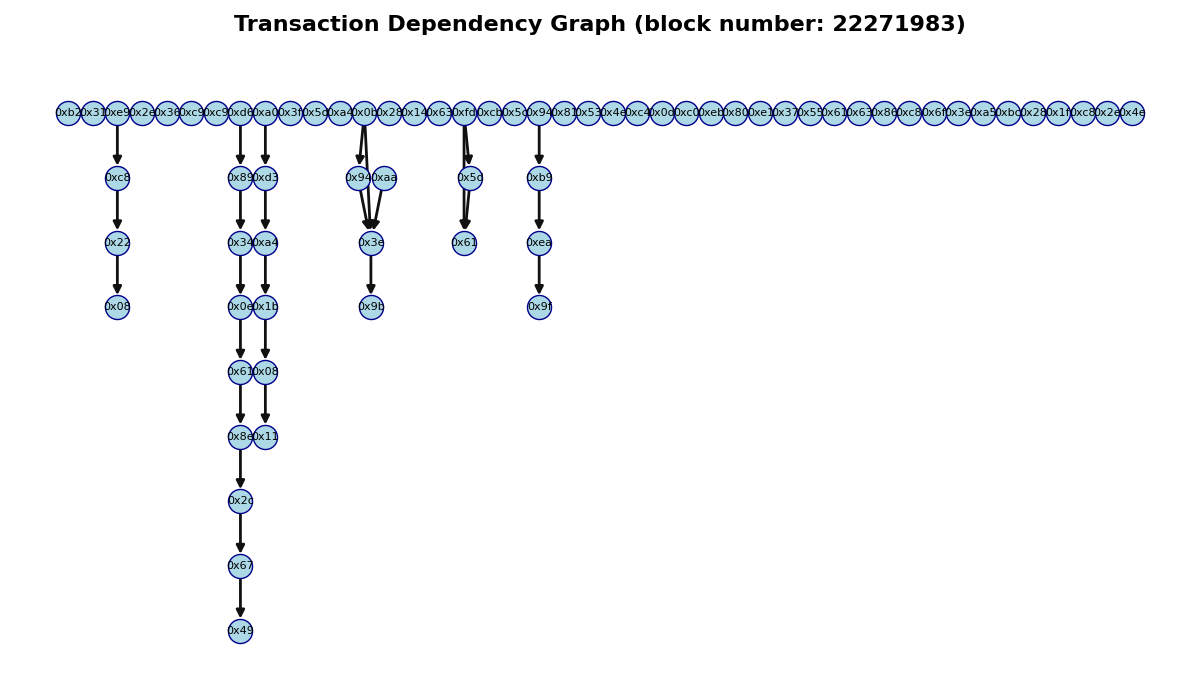 Transaction Dependency Graph (block number: 22271983)
0xb2 0x31 0xe9 0x2e 0x36 0xc9 0xc9 0xd6 0xa0 0x3f 0x5c 0xa4 0x0b 0x28 0x14 0x63 0xfd 0xcb 0x5c 0x94 0x81 0x53 0x4e 0xc4 0x0d 0xc0 0xeb 0x80 0xe1 0x37 0x55 0x61 0x63 0x86 0xc8 0x6f 0x3e 0xa5 0xbc 0x28 0x1f 0xc8 0x2e 0x4e
0xc8 0x89 0xd3 0x94 0xaa 0x5d 0xb9
0x22 0x34 0xa4 0x3e 0x61 0xea
0x08 0x0e 0x1b 0x9b 0x9f
0x61 0x08
0x8e 0x11
0x2c
0x67
0x49